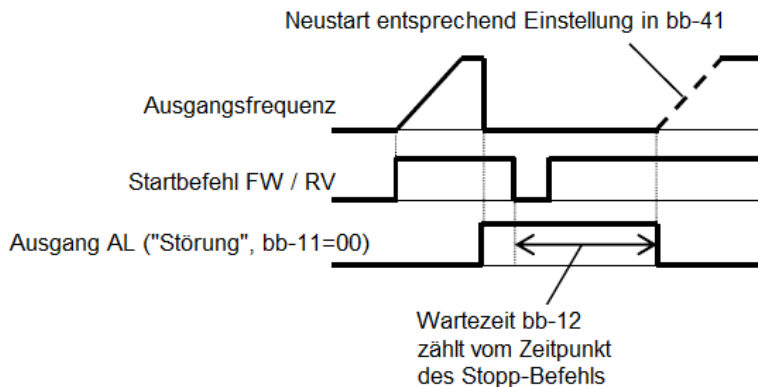 Neustart entsprechend Einstellung in bb-41
Ausgangsfrequenz
Startbefehl FW / RV
Ausgang AL ("Störung", bb-11=00)
Wartezeit bb-12
zählt vom Zeitpunkt
des Stopp-Befehls